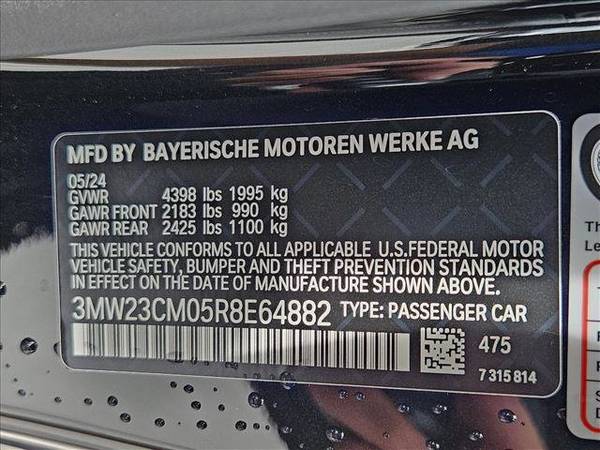 MFD BY BAYERISCHE MOTOREN WERKE AG
05/24
GVWR 4398 lbs 1995 kg
GAWR FRONT 2183 lbs 990 kg
GAWR REAR 2425 lbs 1100 kg
THIS VEHICLE CONFORMS TO ALL APPLICABLE U.S.FEDERAL MOTOR
VEHICLE SAFETY, BUMPER AND THEFT PREVENTION STANDARDS
IN EFFECT ON THE DATE OF MANUFACTURE SHOWN ABOVE.
3MW23CM05R8E64882 TYPE: PASSENGER CAR
475
7 315 814